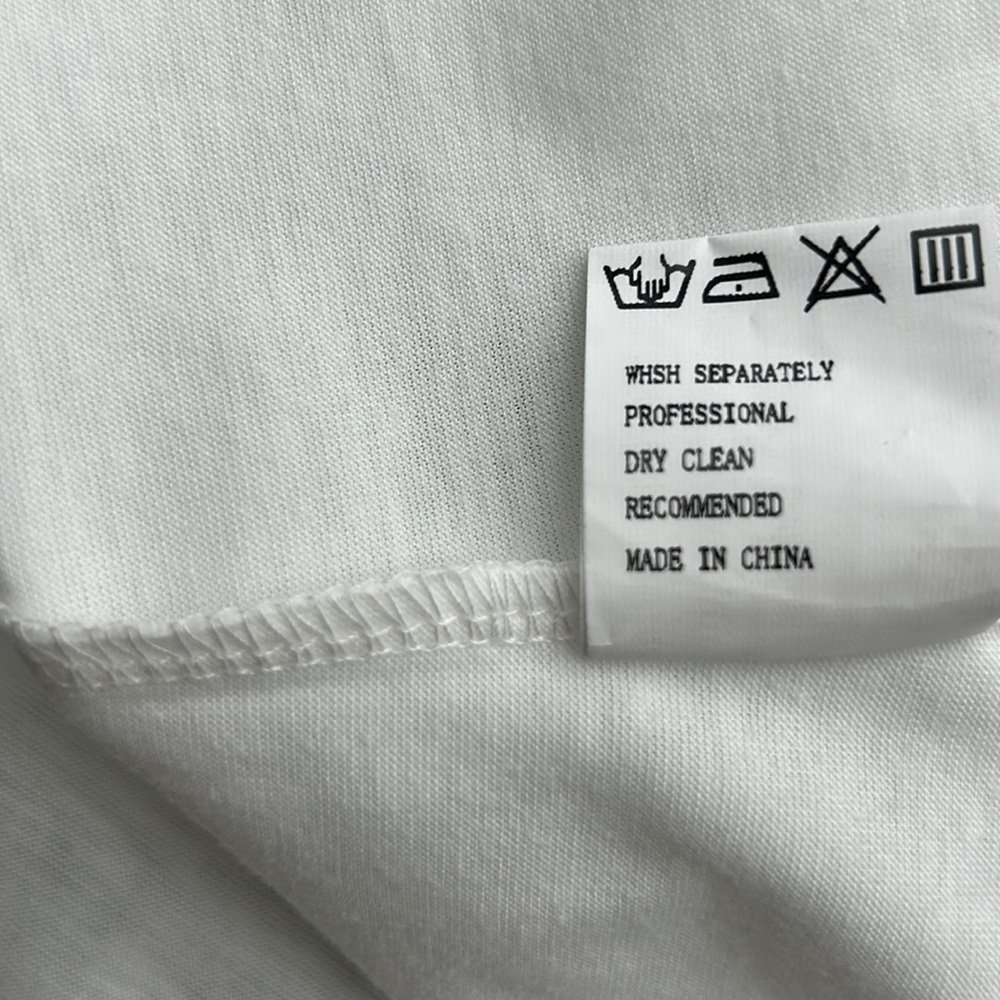 WHSH SEPARATELY
PROFESSIONAL
DRY CLEAN
RECOMMENDED
MADE IN CHINA